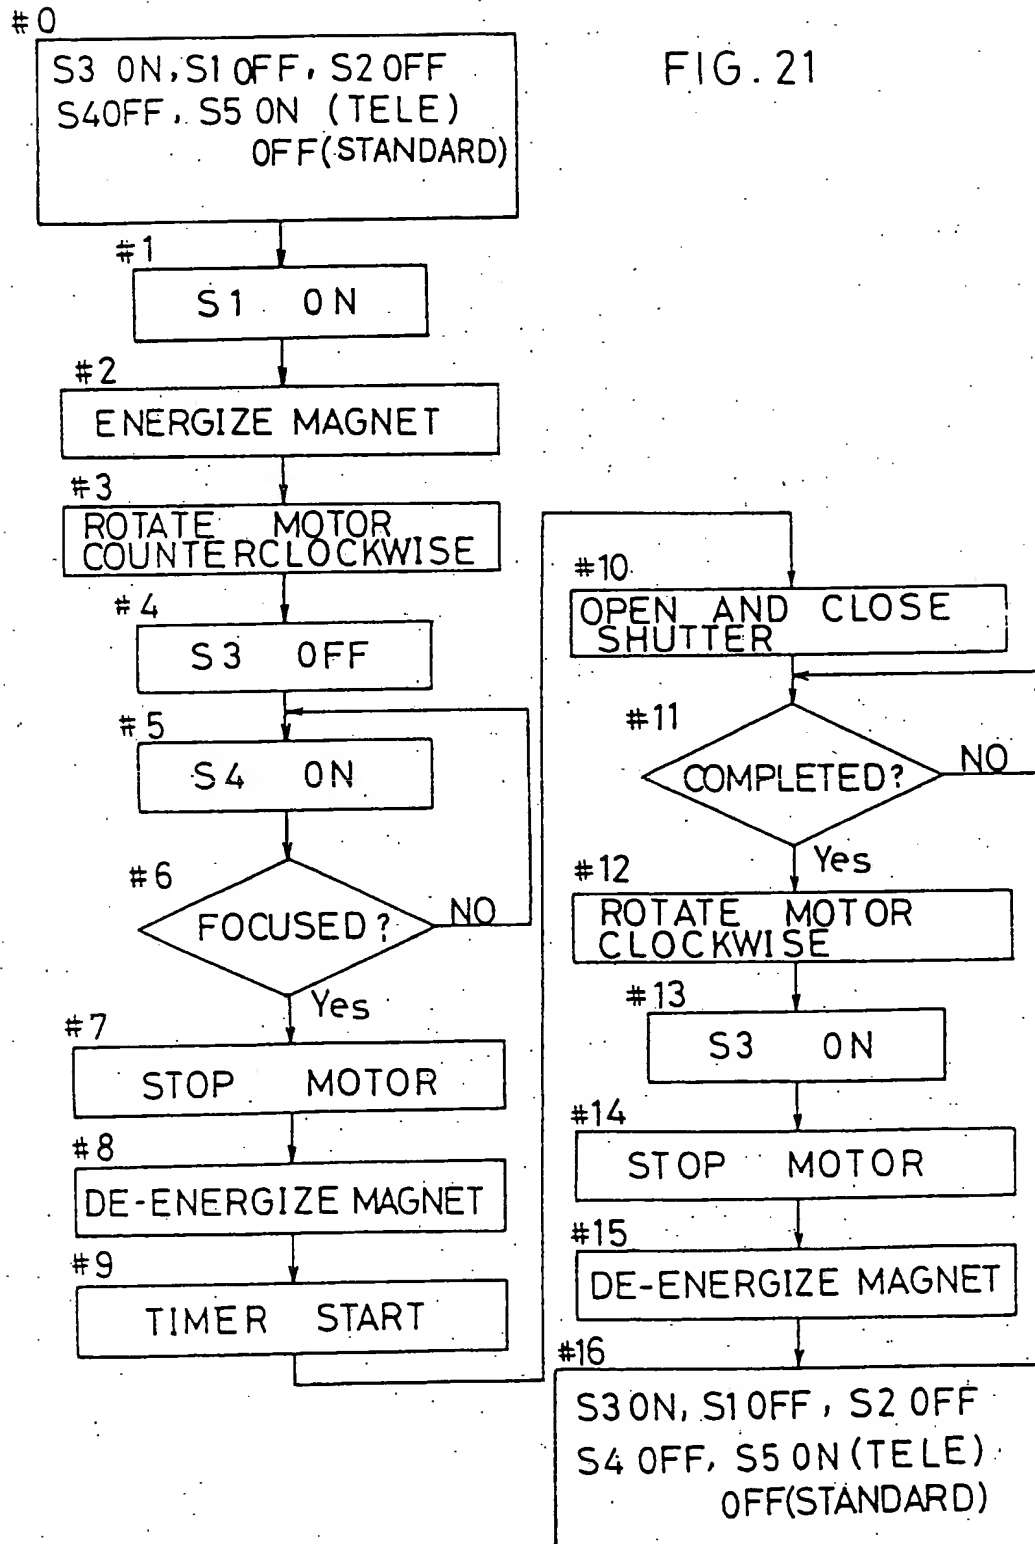 FIG. 21
#0
S3 ON, S1 OFF, S2 OFF
S4 OFF, S5 ON (TELE)
OFF(STANDARD)
#1
S1 ON
#2
ENERGIZE MAGNET
#3
ROTATE MOTOR
COUNTERCLOCKWISE
#4
S3 OFF
#5
S4 ON
#6
FOCUSED?
NO
Yes
#7
STOP MOTOR
#8
DE-ENERGIZE MAGNET
#9
TIMER START
#10
OPEN AND CLOSE
SHUTTER
#11
COMPLETED?
NO
Yes
#12
ROTATE MOTOR
CLOCKWISE
#13
S3 ON
#14
STOP MOTOR
#15
DE-ENERGIZE MAGNET
#16
S3 ON, S1 OFF, S2 OFF
S4 OFF, S5 ON (TELE)
OFF(STANDARD)